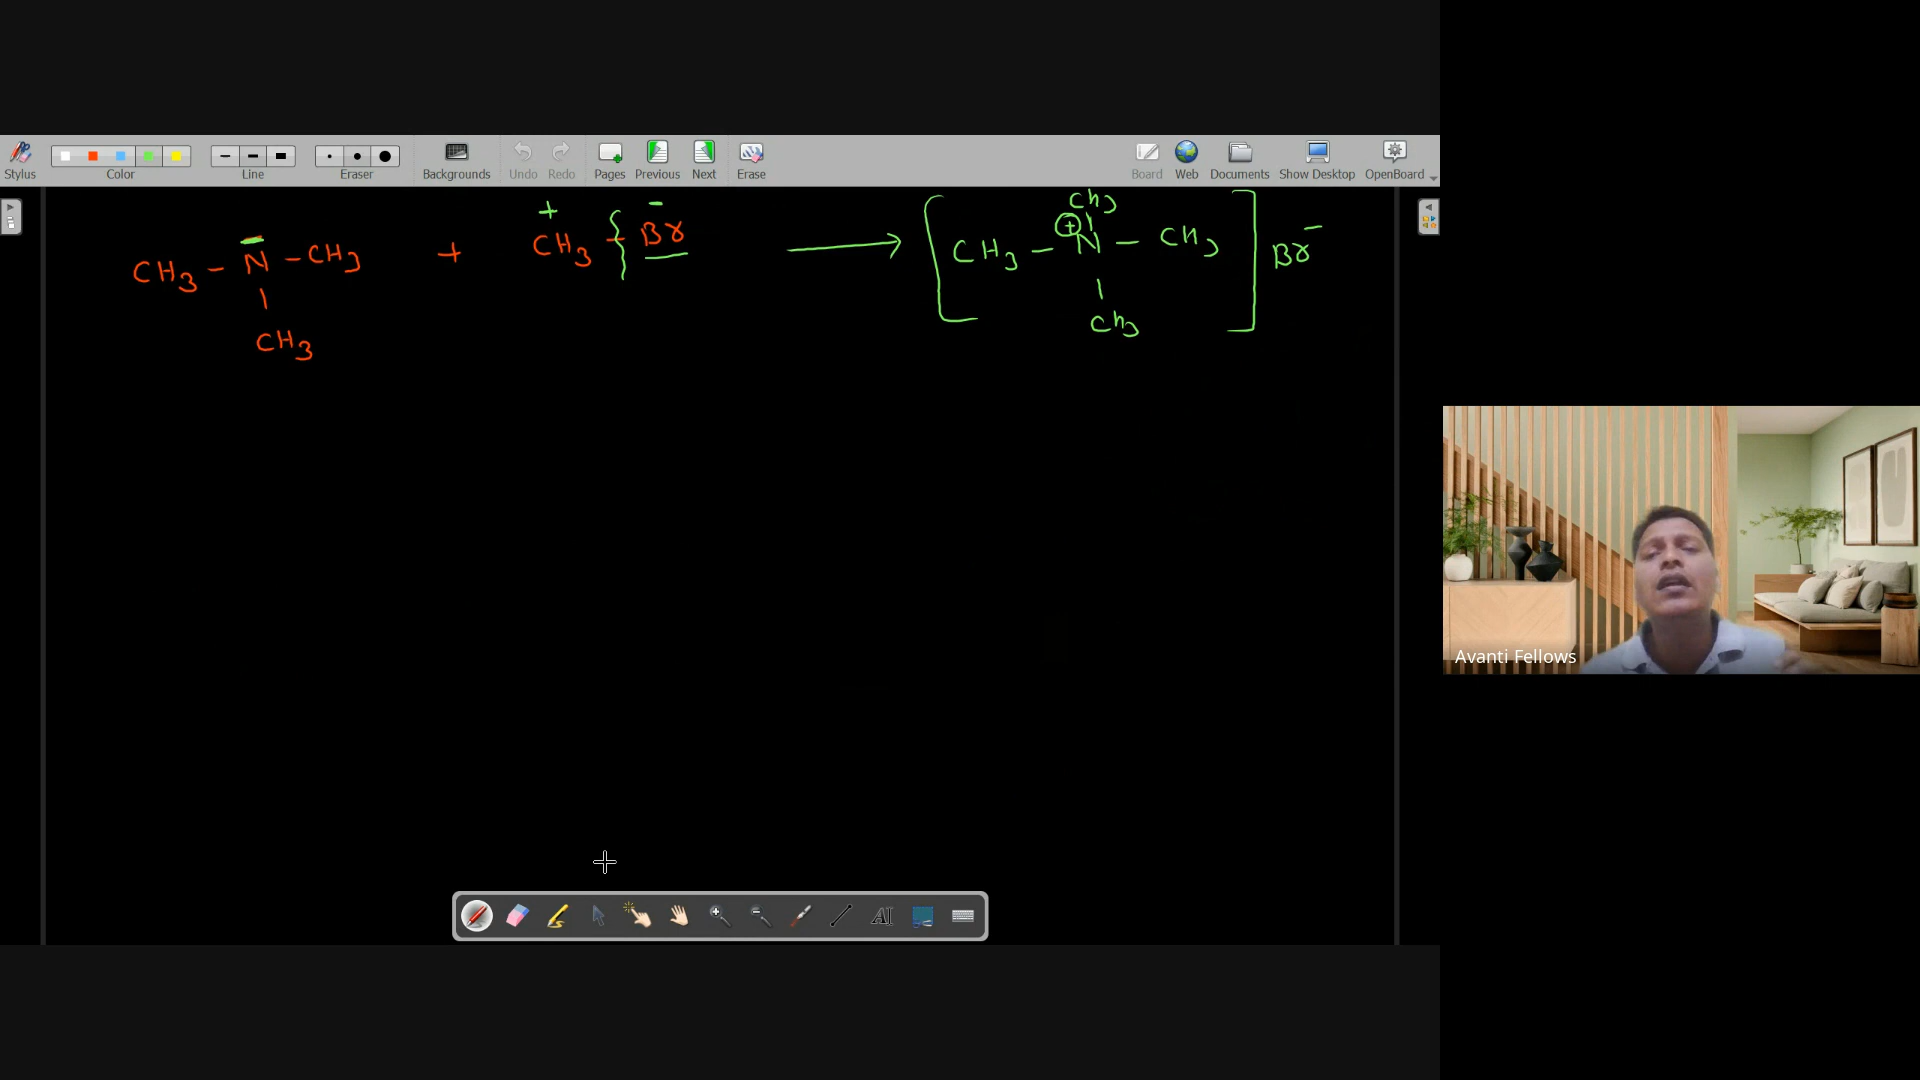 Stylus Color Line Eraser Backgrounds Undo Redo Pages Previous Next Erase Board Web Documents Show Desktop OpenBoard
CH3 - N - CH3 + CH3 - Br ⟶ [CH3 - N - CH3] Br-
+ -
CH3
⊕
CH3
CH3
Avanti Fellows
AI